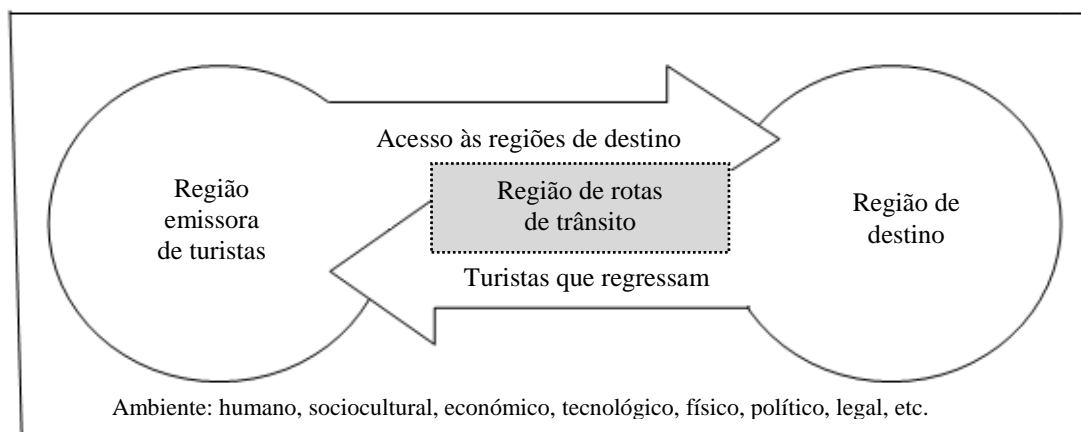 Acesso às regiões de destino
Região
emissora
de turistas
Região de rotas
de trânsito
Região de
destino
Turistas que regressam
Ambiente: humano, sociocultural, económico, tecnológico, físico, político, legal, etc.